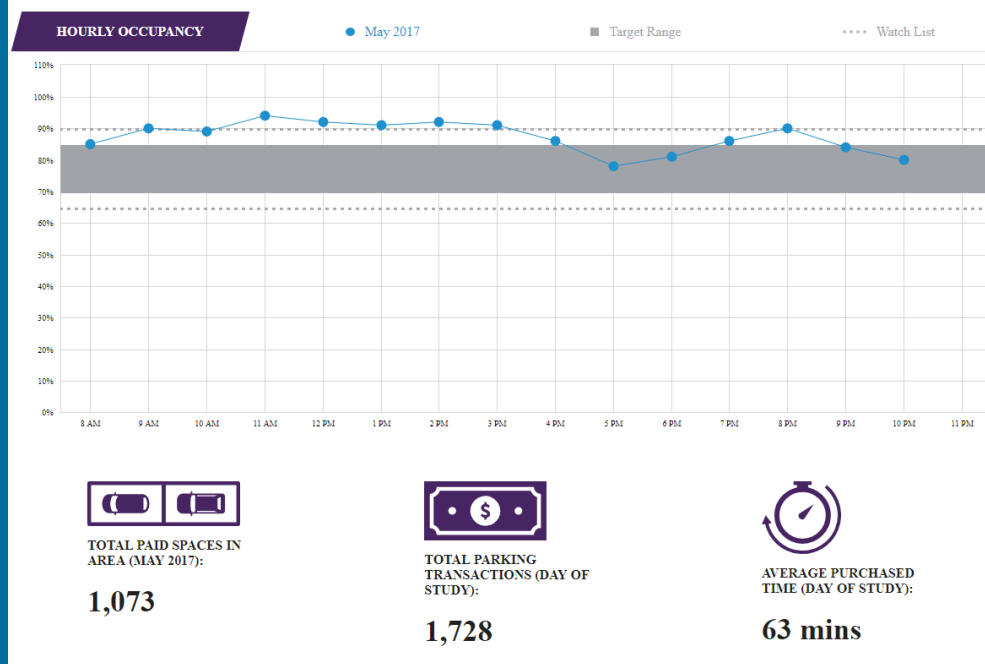 HOURLY OCCUPANCY
May 2017
Target Range
Watch List
110%
100%
90%
80%
70%
60%
50%
40%
30%
20%
10%
0%
8 AM 9 AM 10 AM 11 AM 12 PM 1 PM 2 PM 3 PM 4 PM 5 PM 6 PM 7 PM 8 PM 9 PM 10 PM 11 PM
$
TOTAL PAID SPACES IN
AREA (MAY 2017):
1,073
TOTAL PARKING
TRANSACTIONS (DAY OF
STUDY):
1,728
AVERAGE PURCHASED
TIME (DAY OF STUDY):
63 mins